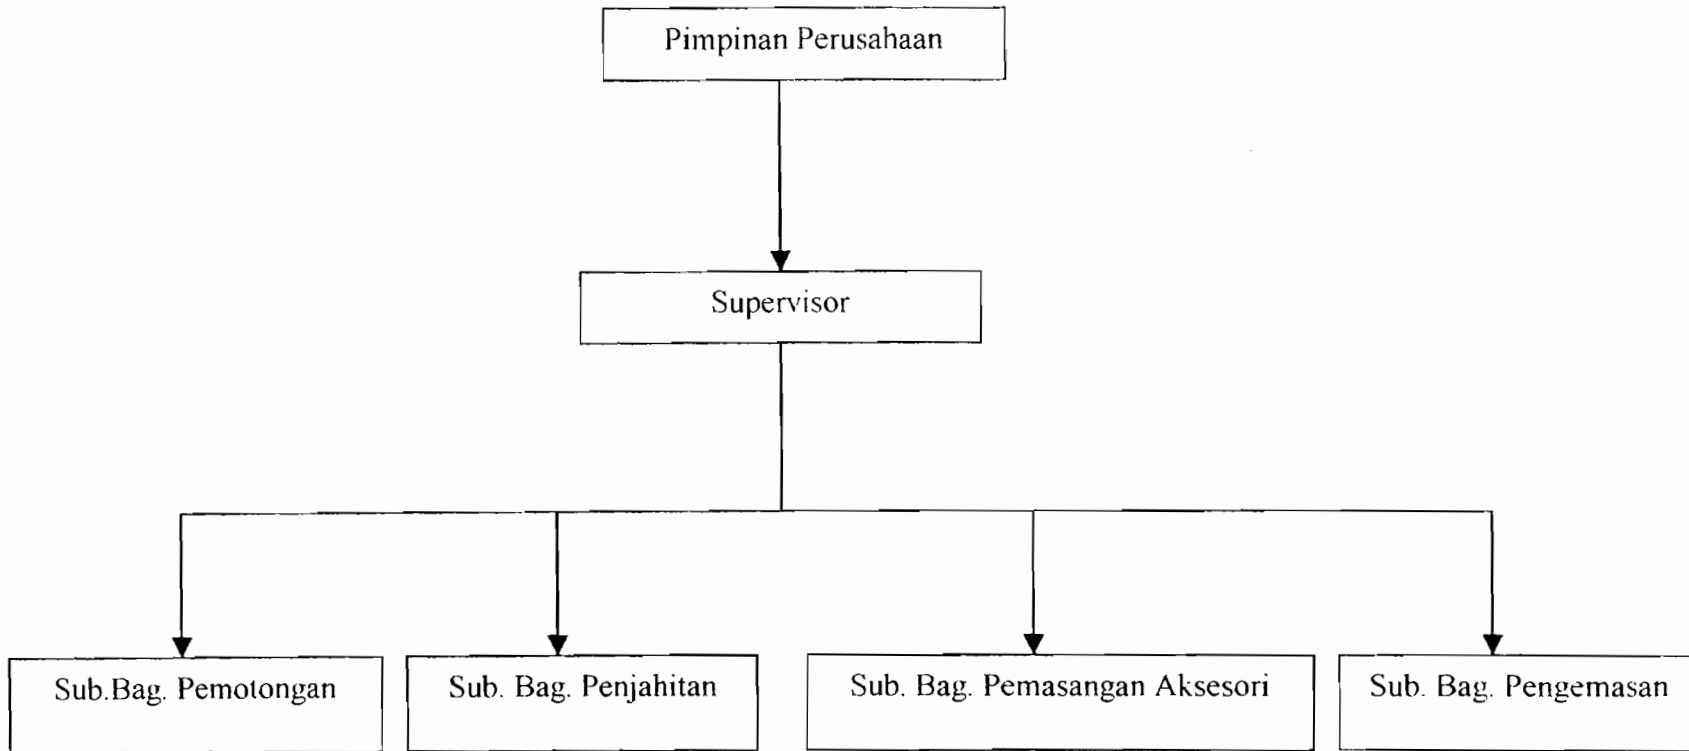 Pimpinan Perusahaan
Supervisor
Sub.Bag. Pemotongan
Sub. Bag. Penjahitan
Sub. Bag. Pemasangan Aksesori
Sub. Bag. Pengemasan